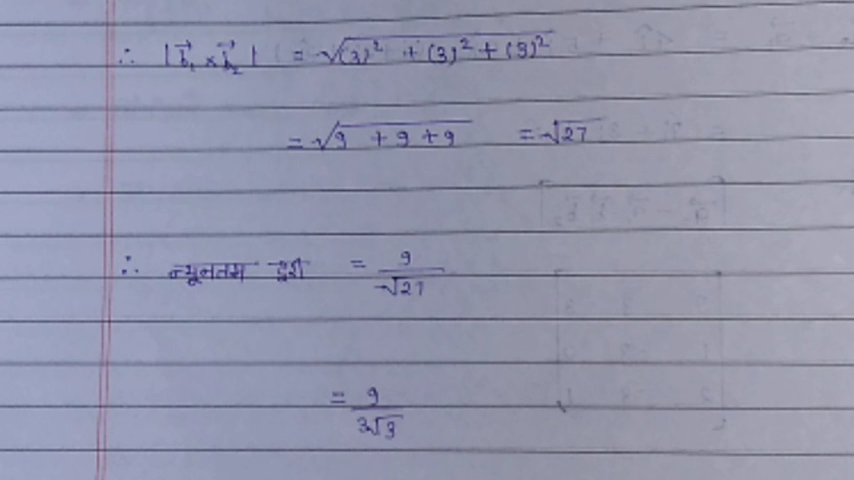 ∴ |b⃗₁ × b⃗₂| = √(3)² + (3)² + (3)²
= √9 + 9 + 9 = √27
∴ न्यूनतम दूरी = 9/√27
= 9/3√3